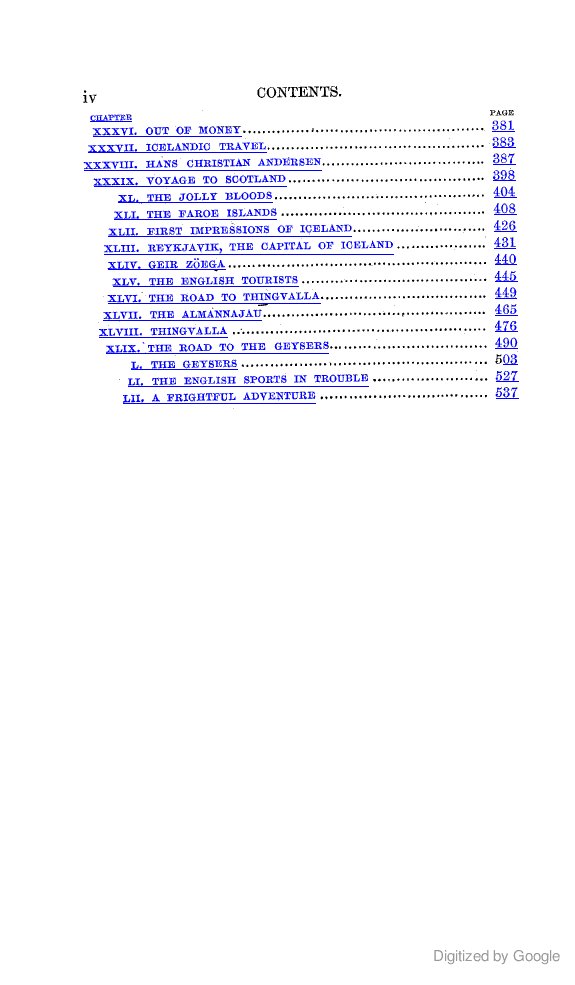 iv
CONTENTS.
CHAPTER PAGE
XXXVI. OUT OF MONEY 381
XXXVII. ICELANDIC TRAVEL 383
XXXVIII. HANS CHRISTIAN ANDERSEN 387
XXXIX. VOYAGE TO SCOTLAND 398
XL. THE JOLLY BLOODS 404
XLI. THE FAROE ISLANDS 408
XLII. FIRST IMPRESSIONS OF ICELAND 426
XLIII. REYKJAVIK, THE CAPITAL OF ICELAND 431
XLIV. GEIR ZÖEGA 440
XLV. THE ENGLISH TOURISTS 445
XLVI. THE ROAD TO THINGVALLA 449
XLVII. THE ALMANNAJAU 465
XLVIII. THINGVALLA 476
XLIX. THE ROAD TO THE GEYSERS 490
L. THE GEYSERS 503
LI. THE ENGLISH SPORTS IN TROUBLE 527
LII. A FRIGHTFUL ADVENTURE 537
Digitized by Google